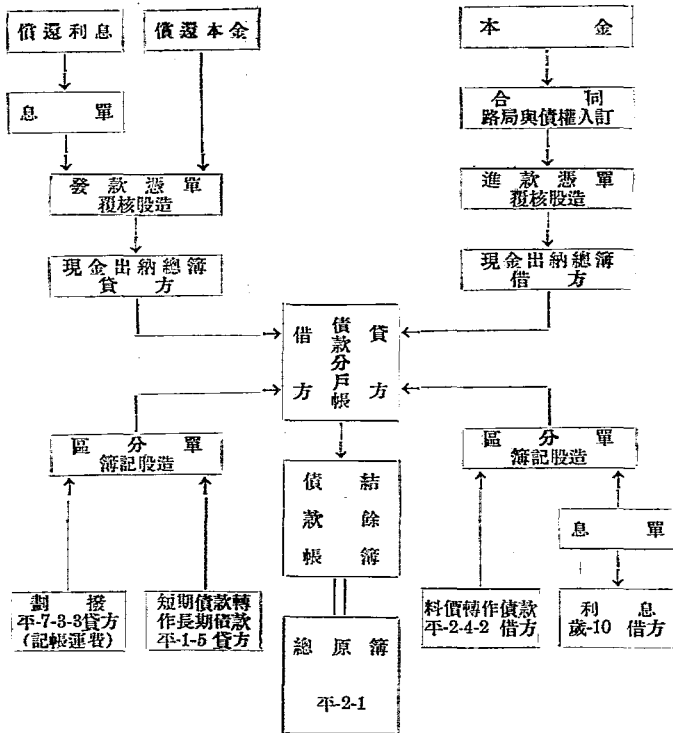 償還利息
償還本金
本金
息單
合同
路局與債權入訂
發款憑單
覆核股造
進款憑單
覆核股造
現金出納總簿
貸方
現金出納總簿
借方
借方
債款分戶帳
貸方
區分單
簿記股造
區分單
簿記股造
債款帳
結餘簿
息單
劃撥
平-7-3-3貸方
(記帳運費)
短期債款轉
作長期債款
平-1-5 貸方
料價轉作債款
平-2-4-2 借方
利息
歲-10 借方
總原簿
平-2-1